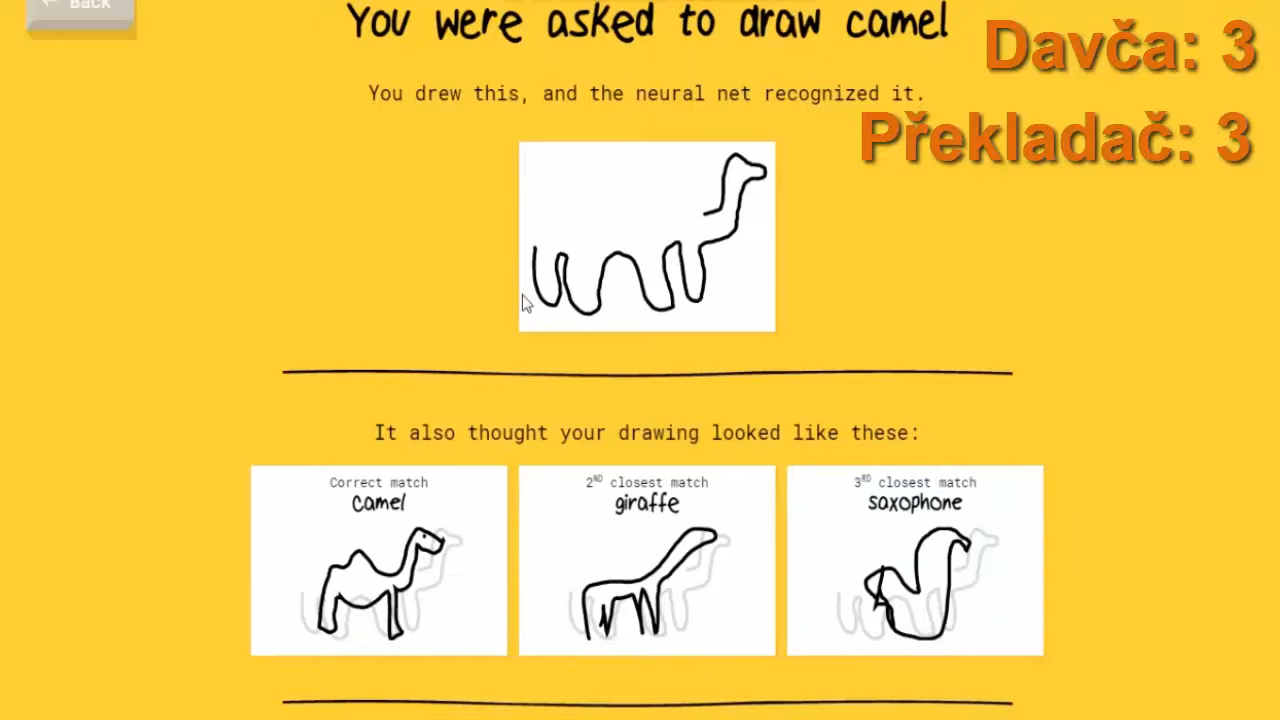 ← Back
You were asked to draw camel
Davča: 3
You drew this, and the neural net recognized it.
Překladač: 3
It also thought your drawing looked like these:
Correct match
camel
2ND closest match
giraffe
3RD closest match
saxophone